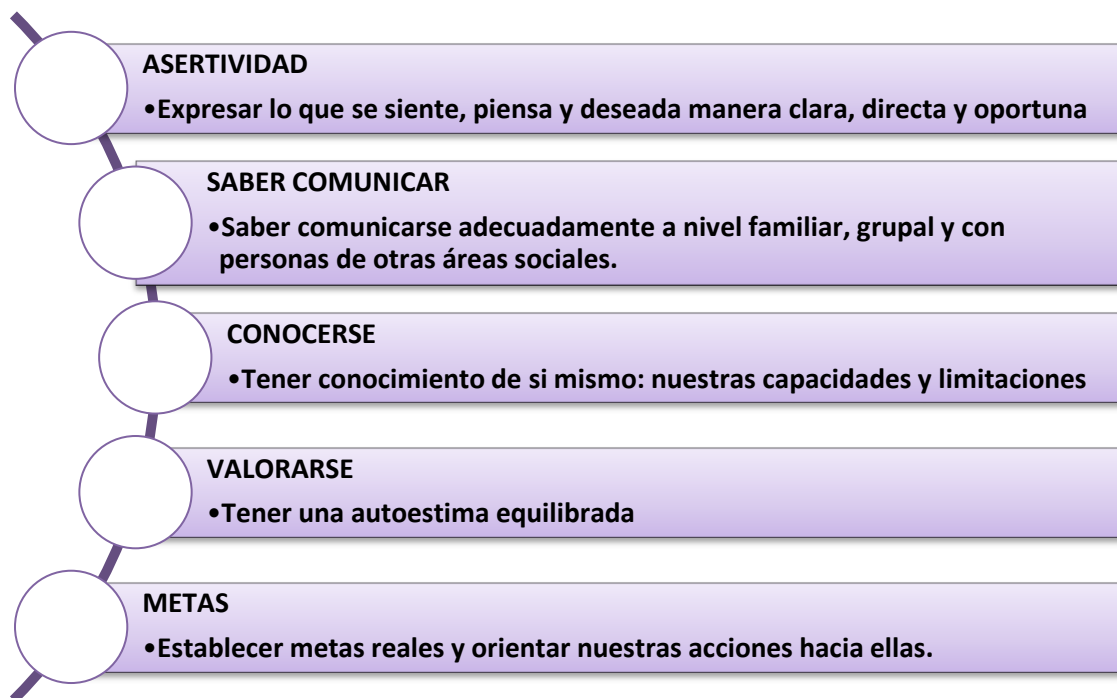 ASERTIVIDAD
•Expresar lo que se siente, piensa y deseada manera clara, directa y oportuna
SABER COMUNICAR
•Saber comunicarse adecuadamente a nivel familiar, grupal y con
personas de otras áreas sociales.
CONOCERSE
•Tener conocimiento de si mismo: nuestras capacidades y limitaciones
VALORARSE
•Tener una autoestima equilibrada
METAS
•Establecer metas reales y orientar nuestras acciones hacia ellas.